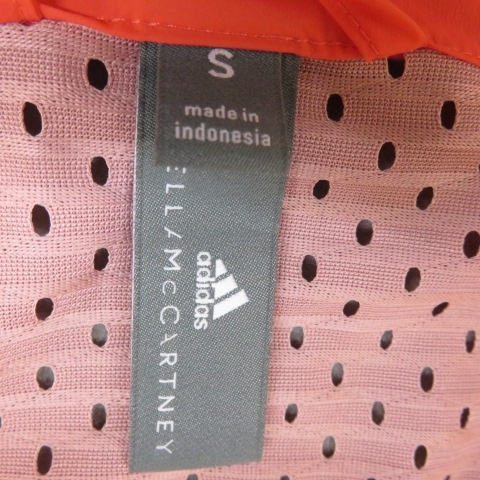 S
made in
indonesia
adidas
ELLA MCCARTNEY